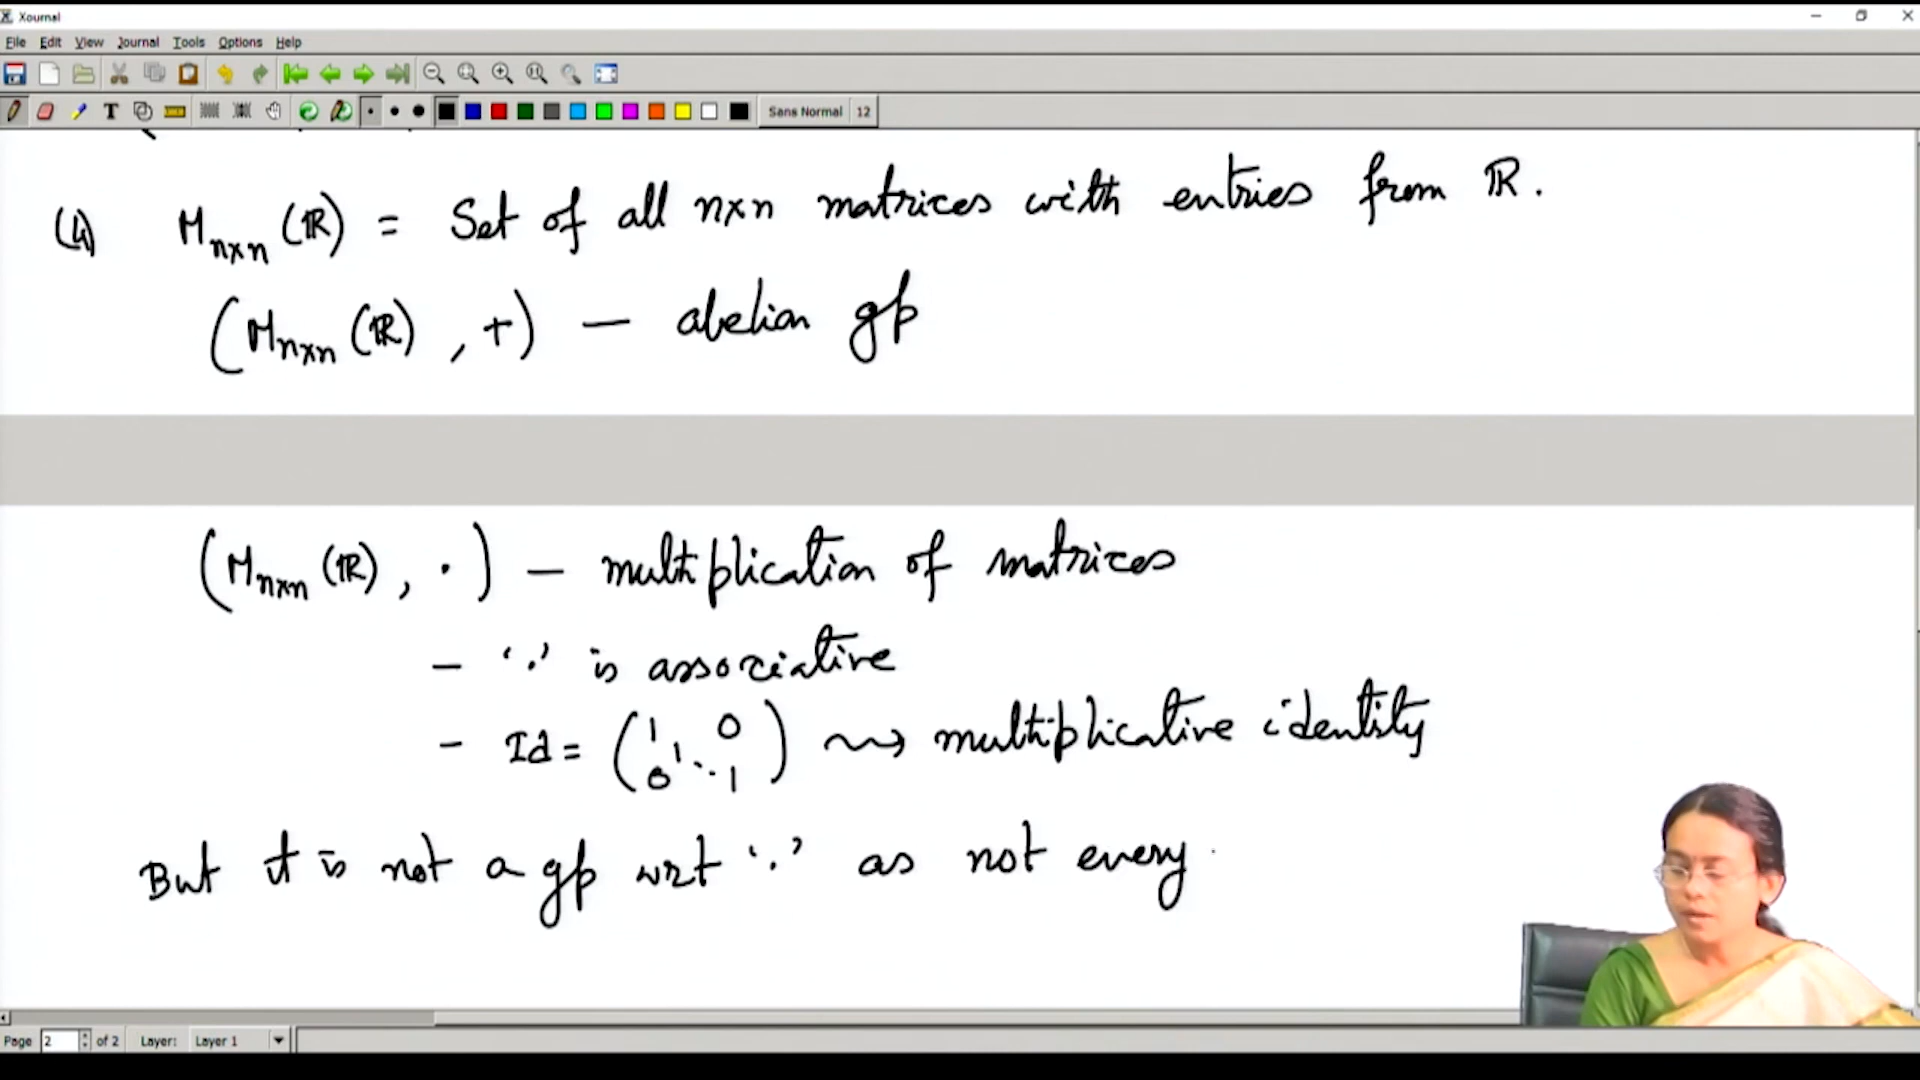 Xournal
File Edit View Journal Tools Options Help
Sans Normal 12
(4) Mn×n (ℝ) = Set of all n×n matrices with entries from ℝ.
(Mn×n (ℝ), +) — abelian gp
(Mn×n (ℝ), ·) — multiplication of matrices
— '·' is associative
— Id = (1 0 1 0 ⋱ 1) ⇝ multiplicative identity
But it is not a gp wrt '·' as not every
Page 2 of 2 Layer: Layer 1